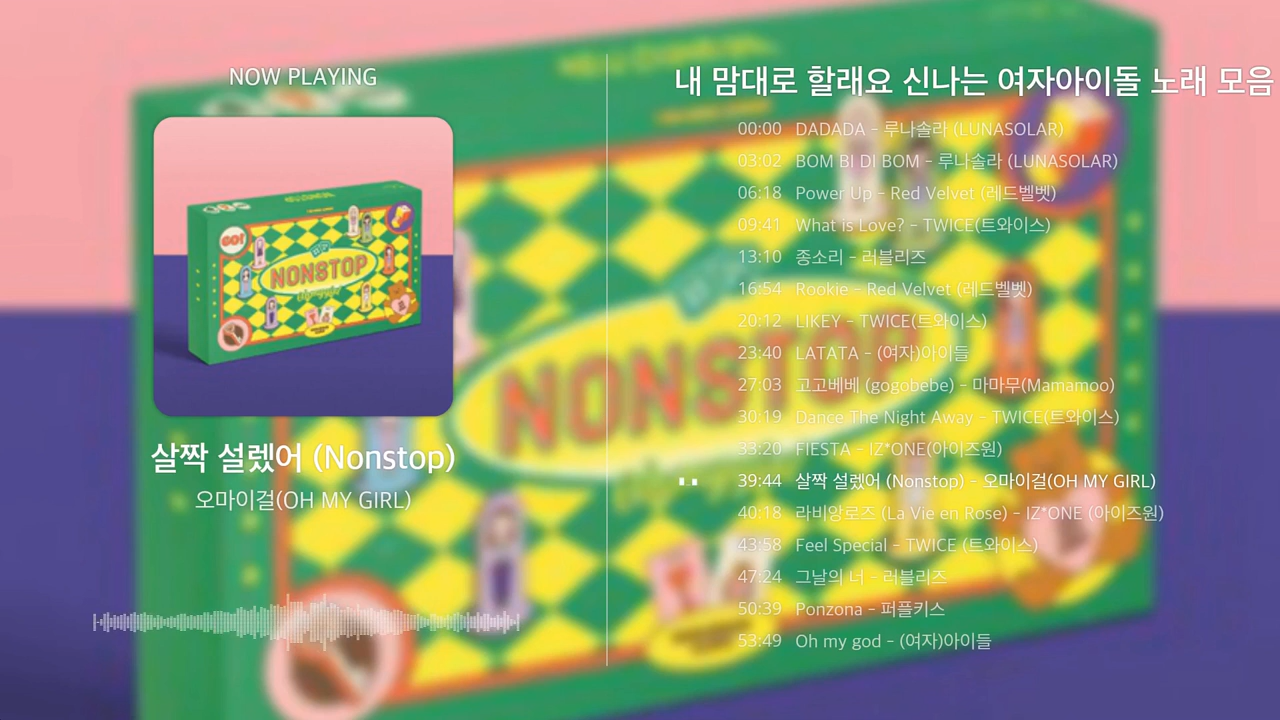 NOW PLAYING
GO!
NONSTOP
살짝 설렜어 (Nonstop)
오마이걸(OH MY GIRL)
내 맘대로 할래요 신나는 여자아이돌 노래 모음
00:00 DADADA - 루나솔라 (LUNASOLAR)
03:02 BOM BI DI BOM - 루나솔라 (LUNASOLAR)
06:18 Power Up - Red Velvet (레드벨벳)
09:41 What is Love? - TWICE(트와이스)
13:10 종소리 - 러블리즈
16:54 Rookie - Red Velvet (레드벨벳)
20:12 LIKEY - TWICE(트와이스)
23:40 LATATA - (여자)아이들
27:03 고고베베 (gogobebe) - 마마무(Mamamoo)
30:19 Dance The Night Away - TWICE(트와이스)
33:20 FIESTA - IZ*ONE(아이즈원)
39:44 살짝 설렜어 (Nonstop) - 오마이걸(OH MY GIRL)
40:18 라비앙로즈 (La Vie en Rose) - IZ*ONE (아이즈원)
43:58 Feel Special - TWICE (트와이스)
47:24 그날의 너 - 러블리즈
50:39 Ponzona - 퍼플키스
53:49 Oh my god - (여자)아이들
NONSTOP